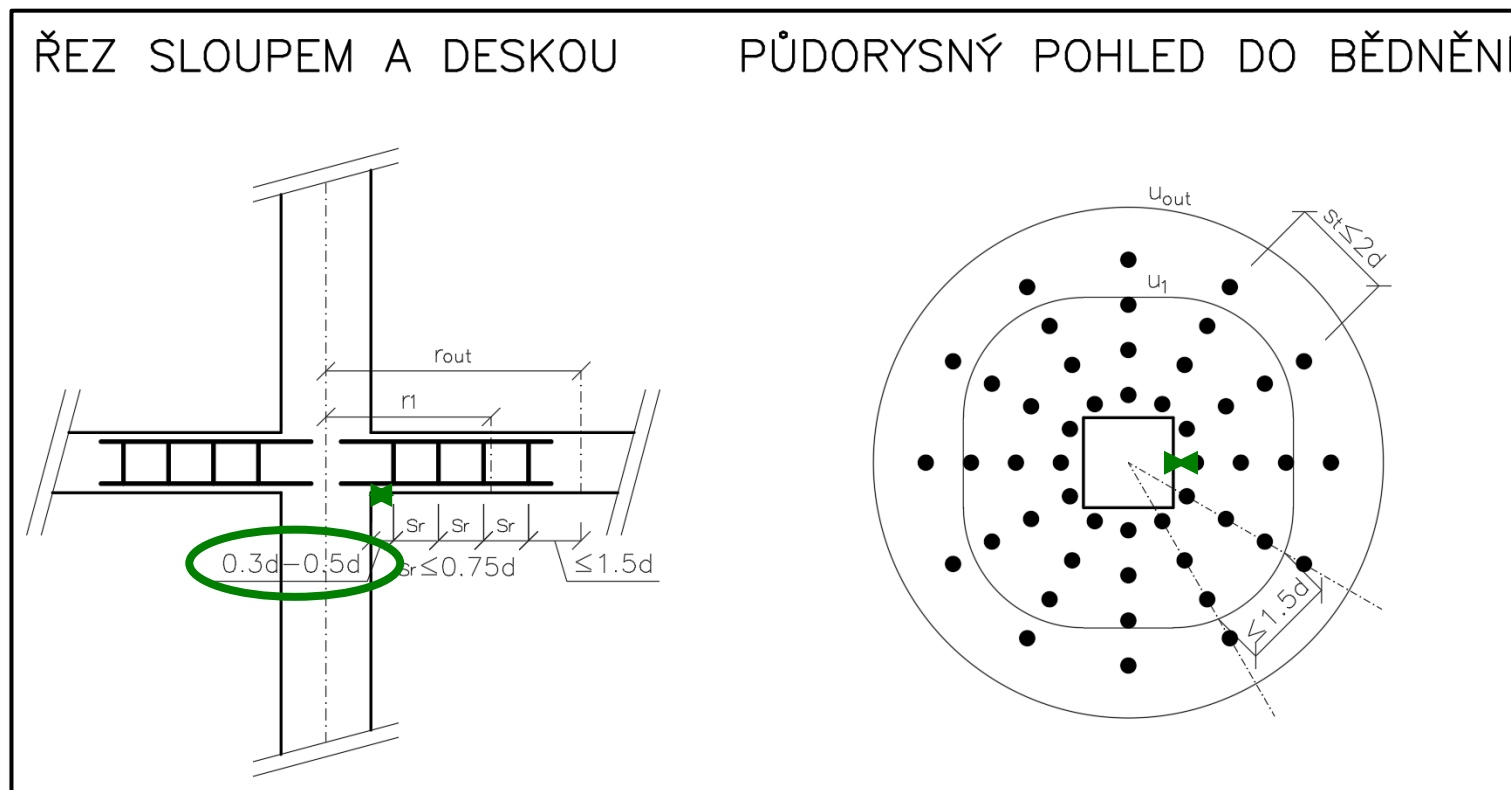 ŘEZ SLOUPEM A DESKOU
PŮDORYSNÝ POHLED DO BĚDNĚNÍ
rout
r1
sr sr sr
0.3d-0.5d
sr≤0.75d
≤1.5d
uout
st≤2d
u1
≤1.5d